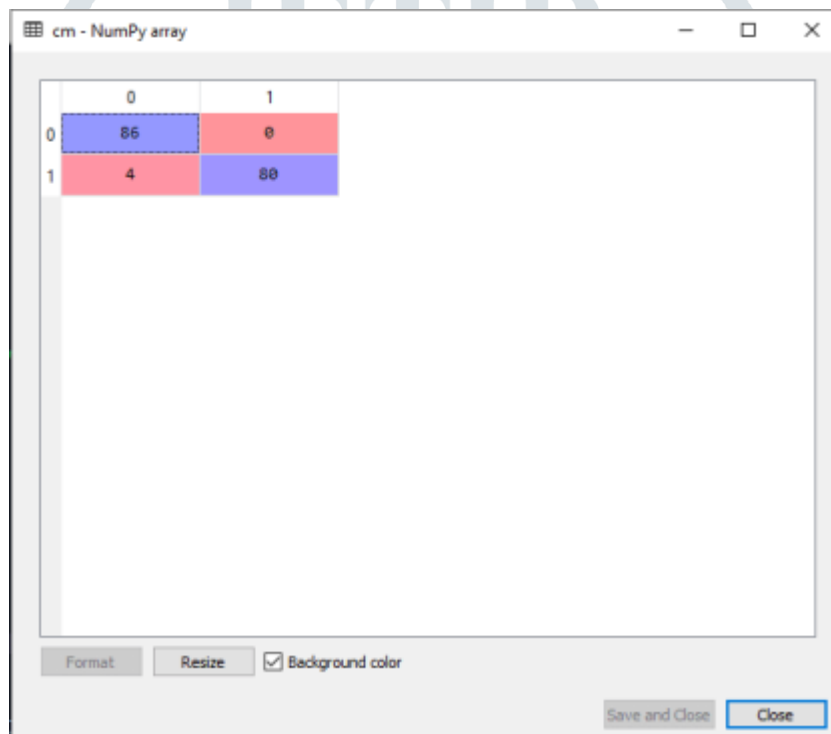 cm - NumPy array
0 1
0 86 0
1 4 80
Format Resize Background color
Save and Close Close